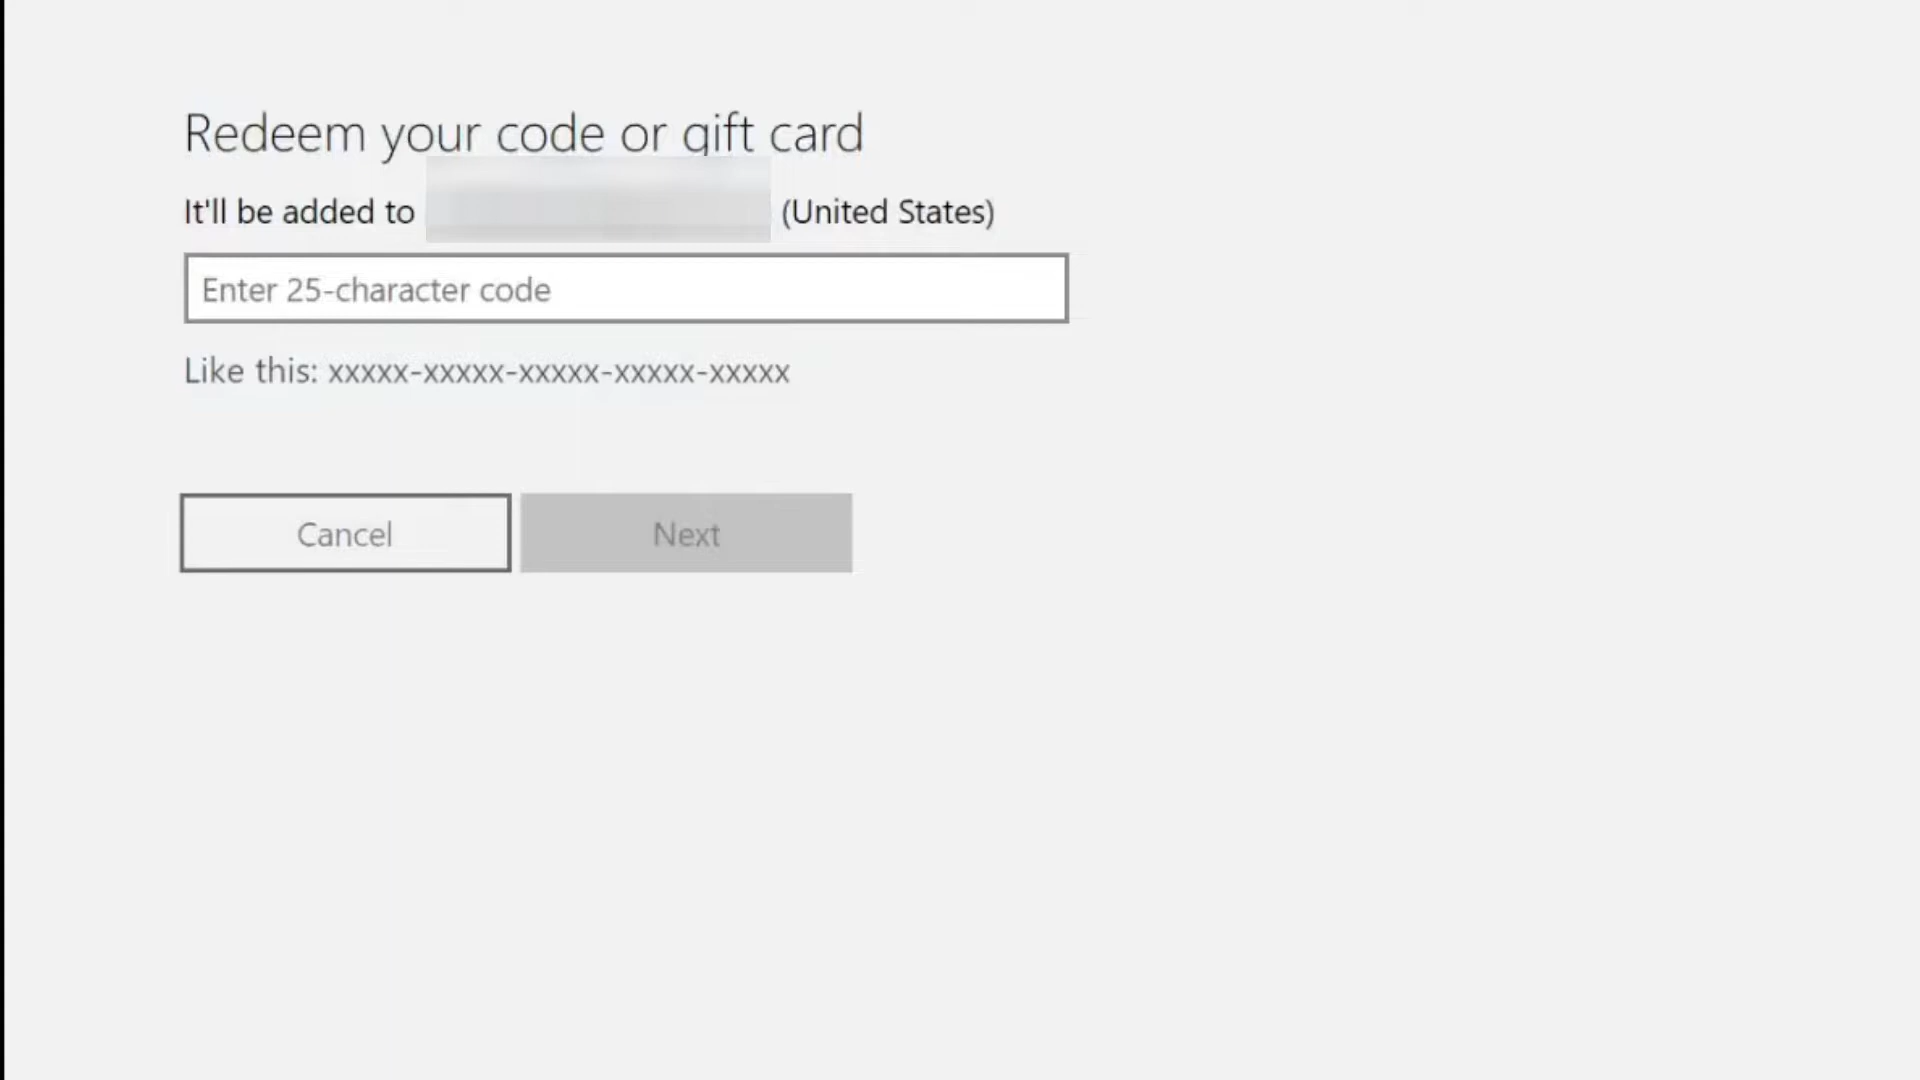 Redeem your code or gift card
It'll be added to (United States)
Enter 25-character code
Like this: xxxxx-xxxxx-xxxxx-xxxxx-xxxxx
Cancel Next